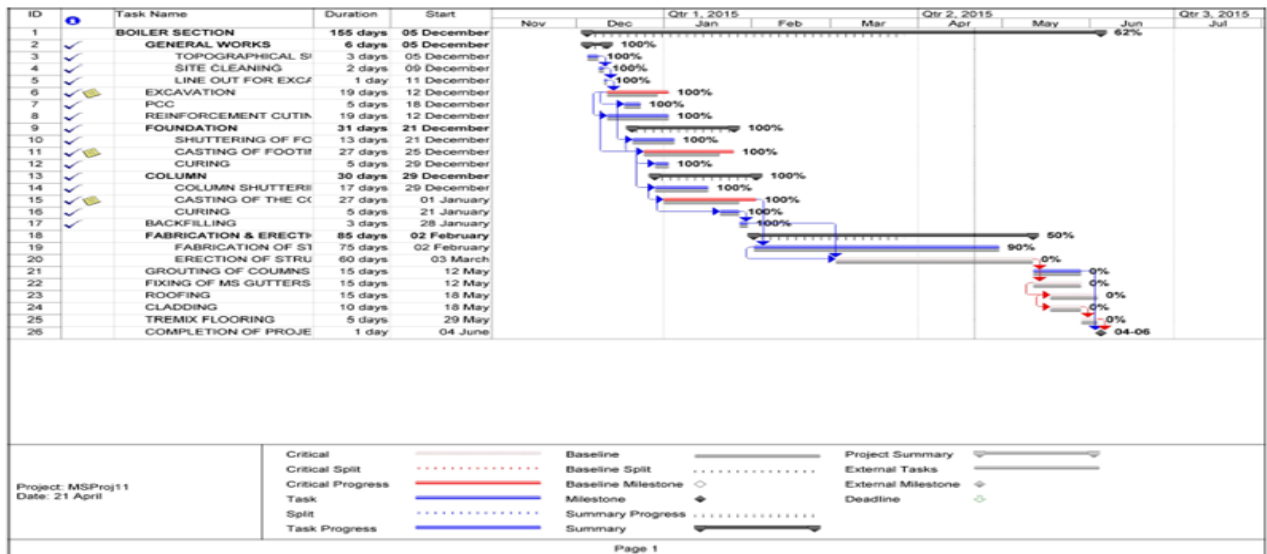 ID Task Name Duration Start Qtr 1, 2015 Qtr 2, 2015 Qtr 3, 2015
Nov Dec Jan Feb Mar Apr May Jun Jul
1 BOILER SECTION 155 days 05 December 62%
2 GENERAL WORKS 6 days 05 December 100%
3 TOPOGRAPHICAL 3 days 05 December 100%
4 SITE CLEANING 2 days 09 December 100%
5 LINE OUT FOR EXCA 1 day 11 December 100%
6 EXCAVATION 19 days 12 December 100%
7 PCC 5 days 18 December 100%
8 REINFORCEMENT CUTIN 19 days 12 December 100%
9 FOUNDATION 31 days 21 December 100%
10 SHUTTERING OF FC 13 days 21 December 100%
11 CASTING OF FOOTI 27 days 25 December 100%
12 CURING 5 days 29 December 100%
13 COLUMN 30 days 29 December 100%
14 COLUMN SHUTTERI 17 days 29 December 100%
15 CASTING OF THE C 27 days 01 January 100%
16 CURING 5 days 21 January 100%
17 BACKFILLING 3 days 28 January 100%
18 FABRICATION & ERECTI 85 days 02 February 50%
19 FABRICATION OF ST 75 days 02 February 90%
20 ERECTION OF STRU 60 days 03 March 0%
21 GROUTING OF COUMNS 15 days 12 May 0%
22 FIXING OF MS GUTTERS 15 days 12 May 0%
23 ROOFING 15 days 18 May 0%
24 CLADDING 10 days 18 May 0%
25 TREMIX FLOORING 5 days 29 May 0%
26 COMPLETION OF PROJE 1 day 04 June 04-06
Project: MSProj11
Date: 21 April
Critical Baseline Project Summary
Critical Split Baseline Split External Tasks
Critical Progress Baseline Milestone External Milestone
Task Milestone Deadline
Split Summary Progress
Task Progress Summary
Page 1